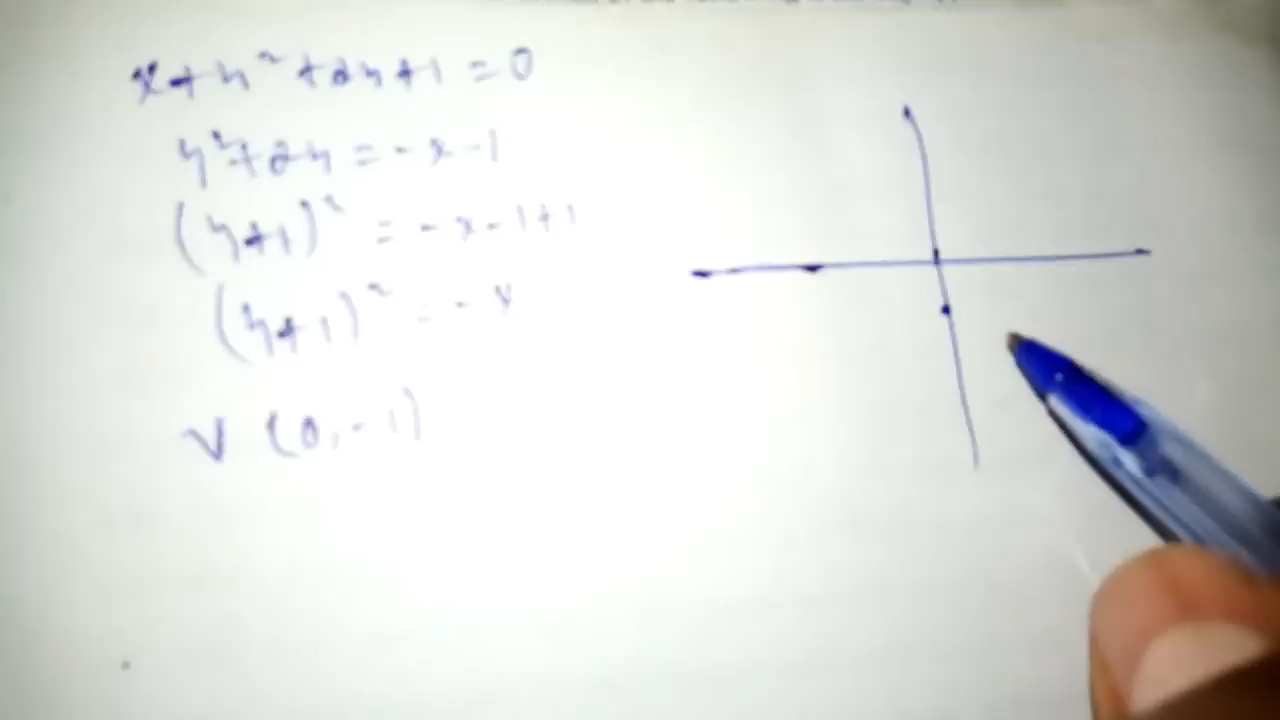 x+y²+2y+1=0
y²+2y=-x-1
(y+1)²=-x-1+1
(y+1)²=-x
V (0,-1)